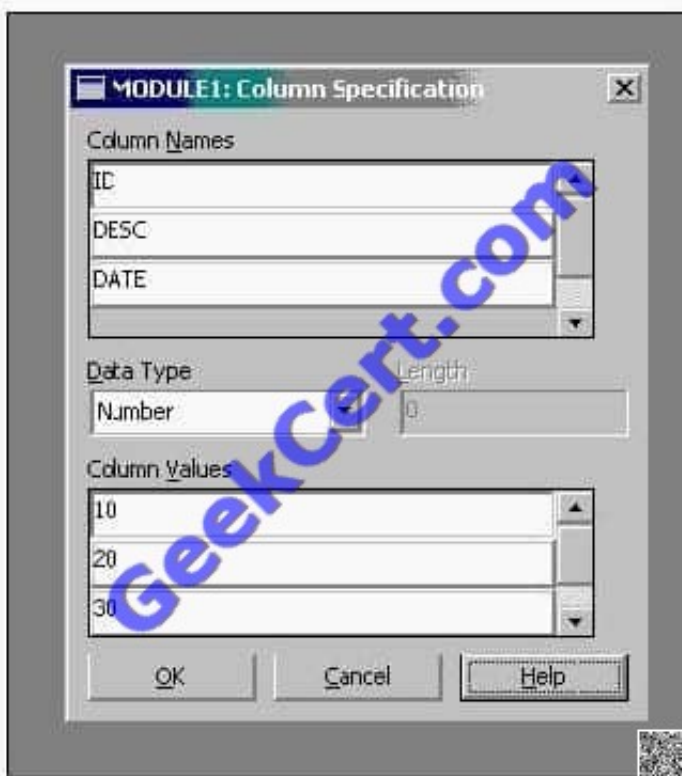 MODULE1: Column Specification
Column Names
ID
DESC
DATE
Data Type
Length
Number
0
Column Values
10
20
30
OK
Cancel
Help
GeekCert.com